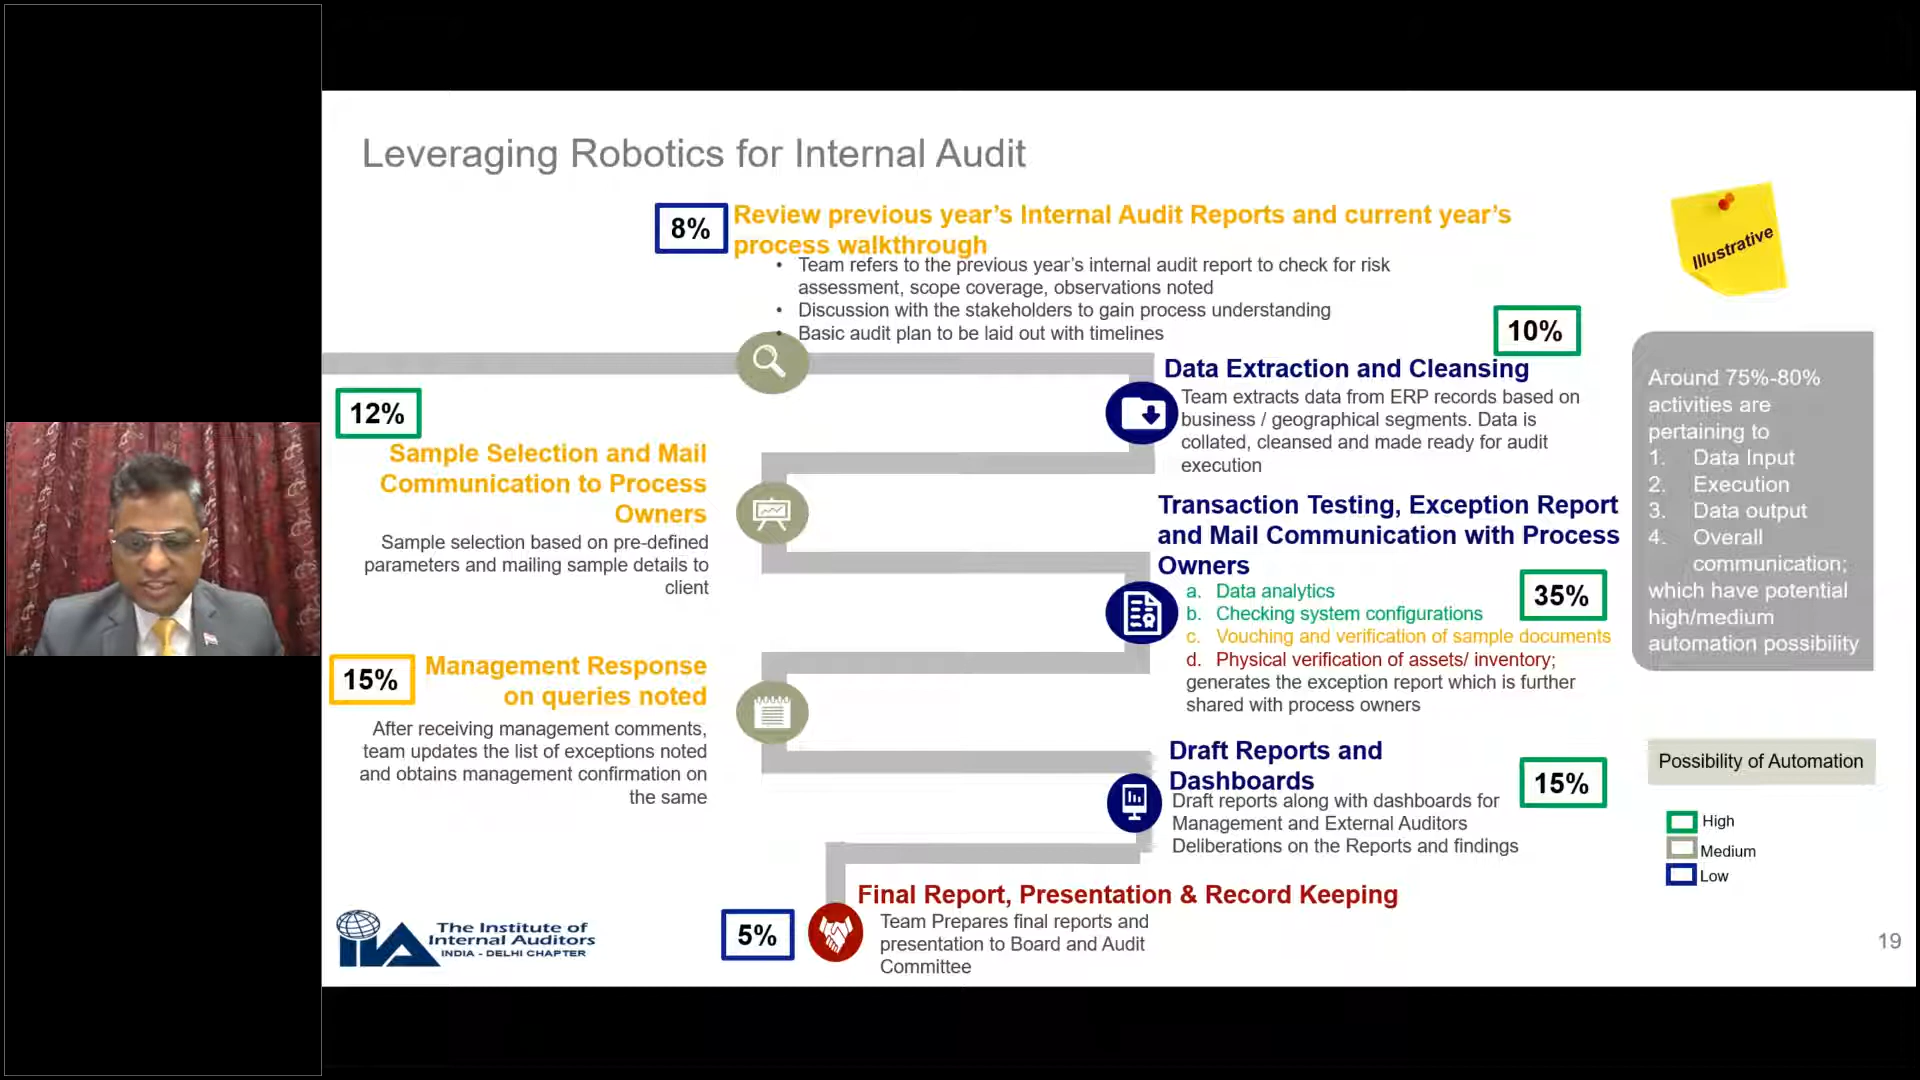 Leveraging Robotics for Internal Audit
8%
Review previous year's Internal Audit Reports and current year's
process walkthrough
• Team refers to the previous year's internal audit report to check for risk
assessment, scope coverage, observations noted
• Discussion with the stakeholders to gain process understanding
• Basic audit plan to be laid out with timelines
Illustrative
10%
Data Extraction and Cleansing
Team extracts data from ERP records based on
business / geographical segments. Data is
collated, cleansed and made ready for audit
execution
12%
Sample Selection and Mail
Communication to Process
Owners
Sample selection based on pre-defined
parameters and mailing sample details to
client
Transaction Testing, Exception Report
and Mail Communication with Process
Owners
35%
a. Data analytics
b. Checking system configurations
c. Vouching and verification of sample documents
d. Physical verification of assets/ inventory;
generates the exception report which is further
shared with process owners
15%
Management Response
on queries noted
After receiving management comments,
team updates the list of exceptions noted
and obtains management confirmation on
the same
Draft Reports and
Dashboards
15%
Draft reports along with dashboards for
Management and External Auditors
Deliberations on the Reports and findings
5%
Final Report, Presentation & Record Keeping
Team Prepares final reports and
presentation to Board and Audit
Committee
Around 75%-80%
activities are
pertaining to
1. Data Input
2. Execution
3. Data output
4. Overall
communication;
which have potential
high/medium
automation possibility
Possibility of Automation
High
Medium
Low
IIA
The Institute of
Internal Auditors
INDIA - DELHI CHAPTER
19